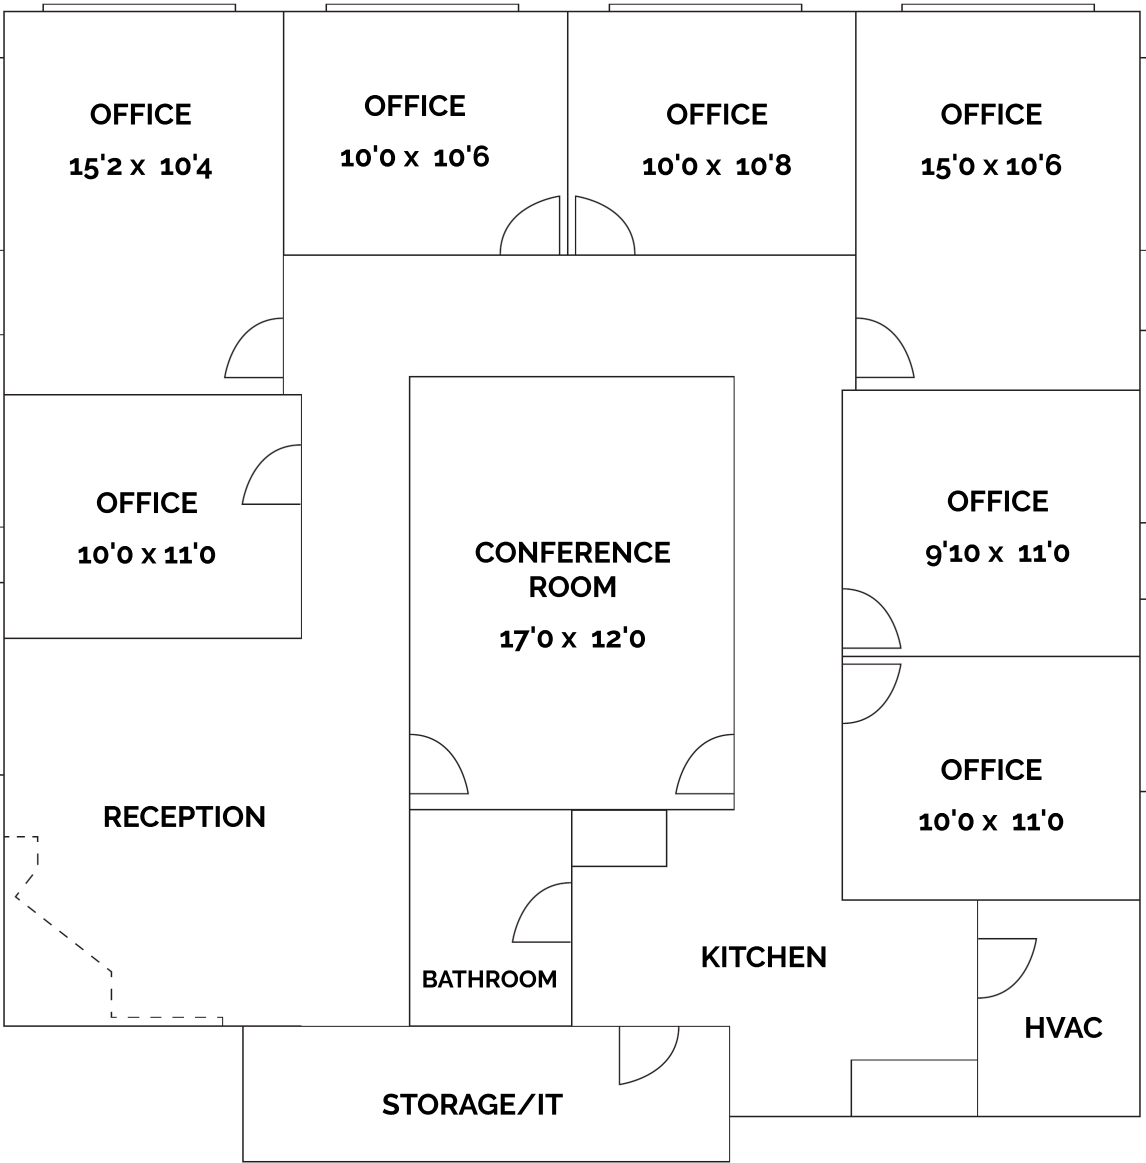 OFFICE
15'2 x 10'4
OFFICE
10'0 x 10'6
OFFICE
10'0 x 10'8
OFFICE
15'0 x 10'6
OFFICE
10'0 x 11'0
CONFERENCE
ROOM
17'0 x 12'0
OFFICE
9'10 x 11'0
OFFICE
10'0 x 11'0
RECEPTION
BATHROOM
KITCHEN
HVAC
STORAGE/IT